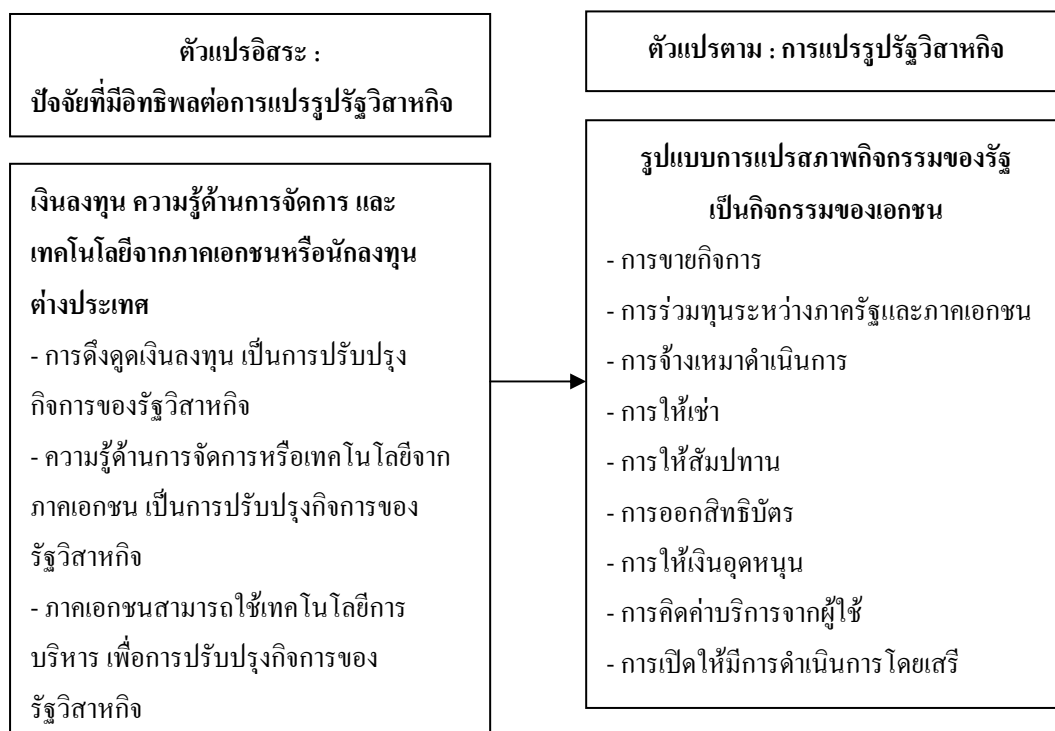 ตัวแปรอิสระ :
ปัจจัยที่มีอิทธิพลต่อการแปรรูปรัฐวิสาหกิจ
เงินลงทุน ความรู้ด้านการจัดการ และ
เทคโนโลยีจากภาคเอกชนหรือนักลงทุน
ต่างประเทศ
- การดึงดูดเงินลงทุน เป็นการปรับปรุง
กิจการของรัฐวิสาหกิจ
- ความรู้ด้านการจัดการหรือเทคโนโลยีจาก
ภาคเอกชน เป็นการปรับปรุงกิจการของ
รัฐวิสาหกิจ
- ภาคเอกชนสามารถใช้เทคโนโลยีการ
บริหาร เพื่อการปรับปรุงกิจการของ
รัฐวิสาหกิจ
ตัวแปรตาม : การแปรรูปรัฐวิสาหกิจ
รูปแบบการแปรสภาพกิจกรรมของรัฐ
เป็นกิจกรรมของเอกชน
- การขายกิจการ
- การร่วมทุนระหว่างภาครัฐและภาคเอกชน
- การจ้างเหมาดำเนินการ
- การให้เช่า
- การให้สัมปทาน
- การออกสิทธิบัตร
- การให้เงินอุดหนุน
- การคิดค่าบริการจากผู้ใช้
- การเปิดให้มีการดำเนินการโดยเสรี